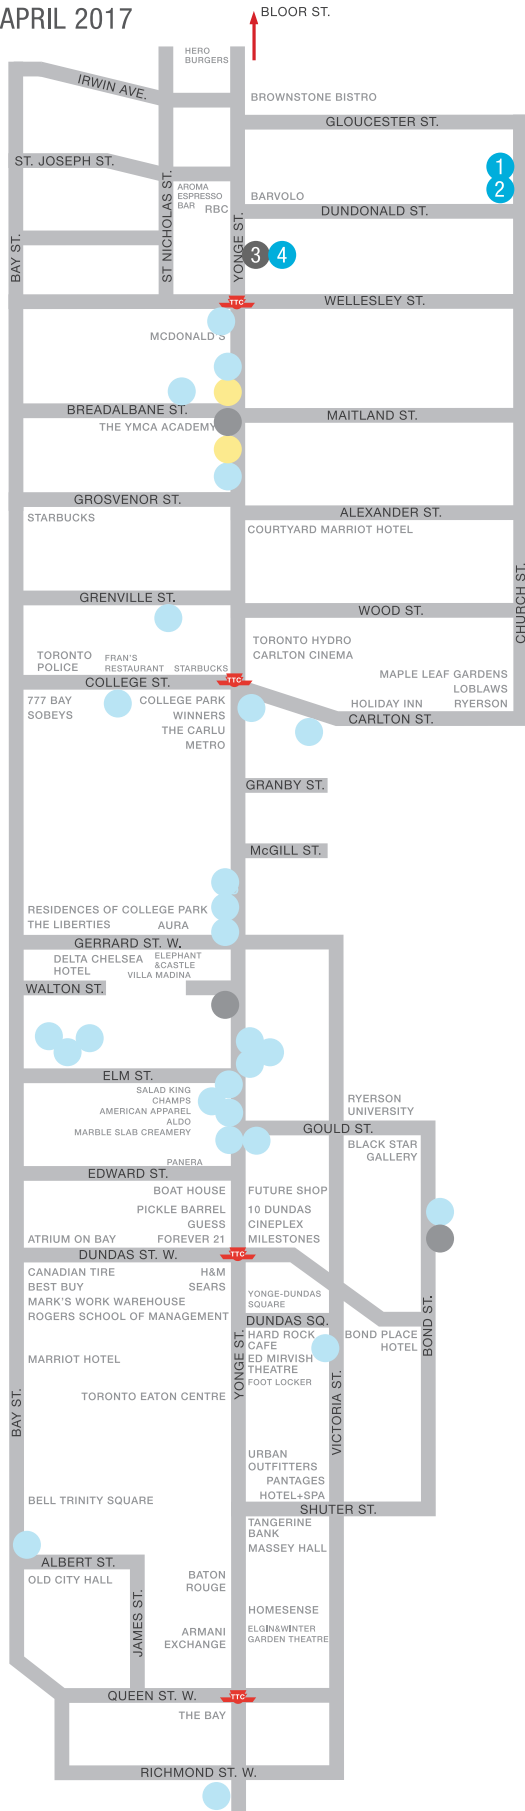 APRIL 2017
BLOOR ST.
HERO
BURGERS
IRWIN AVE.
BROWNSTONE BISTRO
GLOUCESTER ST.
ST. JOSEPH ST.
1
2
AROMA
ESPRESSO
BAR
RBC
BARVOLO
DUNDONALD ST.
ST NICHOLAS ST.
YONGE ST.
BAY ST.
3
4
TTC
WELLESLEY ST.
MCDONALD'S
BREADALBANE ST.
MAITLAND ST.
THE YMCA ACADEMY
GROSVENOR ST.
STARBUCKS
ALEXANDER ST.
COURTYARD MARRIOT HOTEL
CHURCH ST.
GRENVILLE ST.
WOOD ST.
TORONTO HYDRO
CARLTON CINEMA
TORONTO
POLICE
FRAN'S
RESTAURANT
STARBUCKS
COLLEGE ST.
TTC
MAPLE LEAF GARDENS
LOBLAWS
RYERSON
HOLIDAY INN
CARLTON ST.
777 BAY
SOBEYS
COLLEGE PARK
WINNERS
THE CARLU
METRO
GRANBY ST.
McGILL ST.
RESIDENCES OF COLLEGE PARK
THE LIBERTIES
AURA
GERRARD ST. W.
DELTA CHELSEA
HOTEL
ELEPHANT
&CASTLE
VILLA MADINA
WALTON ST.
ELM ST.
SALAD KING
CHAMPS
AMERICAN APPAREL
ALDO
MARBLE SLAB CREAMERY
RYERSON
UNIVERSITY
GOULD ST.
BLACK STAR
GALLERY
PANERA
EDWARD ST.
BOAT HOUSE
PICKLE BARREL
GUESS
FOREVER 21
FUTURE SHOP
10 DUNDAS
CINEPLEX
MILESTONES
ATRIUM ON BAY
DUNDAS ST. W.
TTC
CANADIAN TIRE
BEST BUY
MARK'S WORK WAREHOUSE
ROGERS SCHOOL OF MANAGEMENT
H&M
SEARS
YONGE-DUNDAS
SQUARE
DUNDAS SQ.
HARD ROCK
CAFE
ED MIRVISH
THEATRE
FOOT LOCKER
BOND PLACE
HOTEL
BOND ST.
YONGE ST.
VICTORIA ST.
BAY ST.
MARRIOT HOTEL
TORONTO EATON CENTRE
URBAN
OUTFITTERS
PANTAGES
HOTEL+SPA
SHUTER ST.
BELL TRINITY SQUARE
TANGERINE
BANK
MASSEY HALL
ALBERT ST.
OLD CITY HALL
JAMES ST.
BATON
ROUGE
HOMESENSE
ARMANI
EXCHANGE
ELGIN&WINTER
GARDEN THEATRE
QUEEN ST. W.
TTC
THE BAY
RICHMOND ST. W.